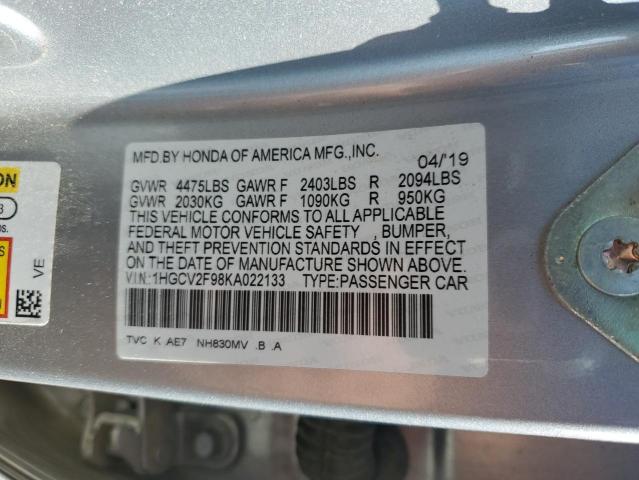 MFD.BY HONDA OF AMERICA MFG.,INC. 04/'19
GVWR 4475LBS GAWR F 2403LBS R 2094LBS
GVWR 2030KG GAWR F 1090KG R 950KG
THIS VEHICLE CONFORMS TO ALL APPLICABLE
FEDERAL MOTOR VEHICLE SAFETY , BUMPER,
AND THEFT PREVENTION STANDARDS IN EFFECT
ON THE DATE OF MANUFACTURE SHOWN ABOVE.
VIN:1HGCV2F98KA022133 TYPE:PASSENGER CAR
TVC K AE7 NH830MV .B .A
VE